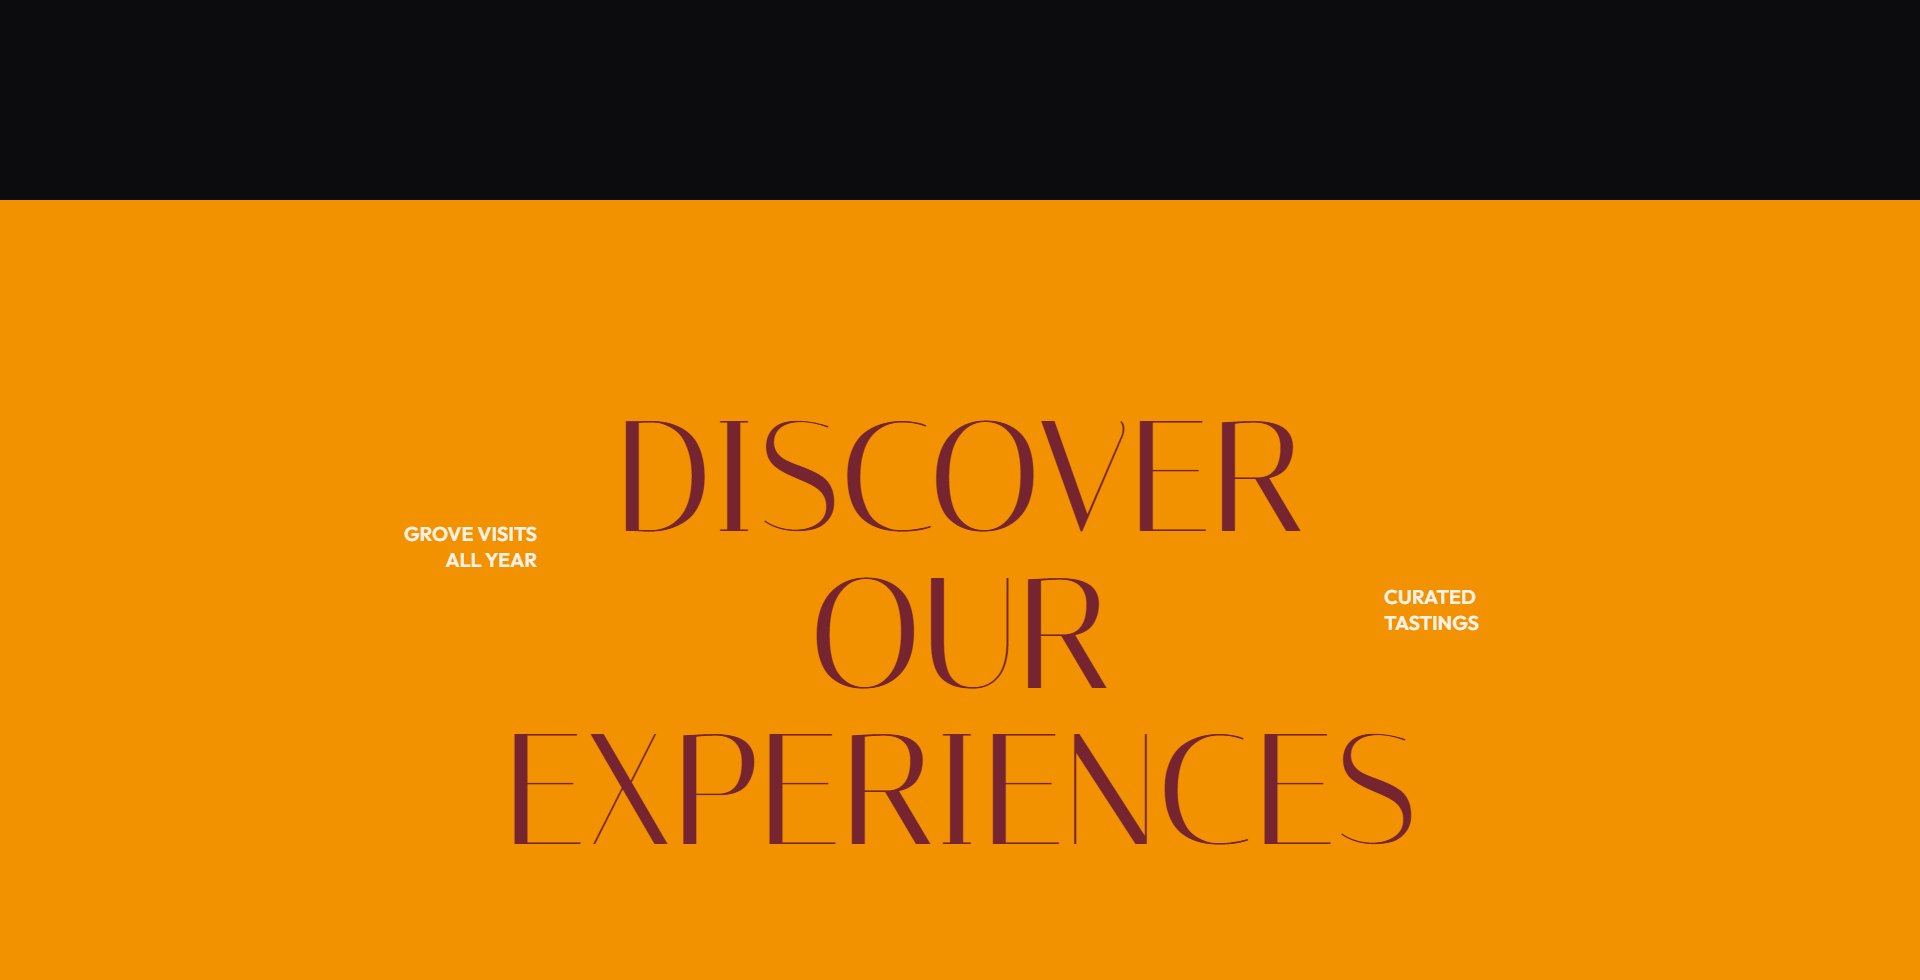 DISCOVER
GROVE VISITS
ALL YEAR
OUR
CURATED
TASTINGS
EXPERIENCES